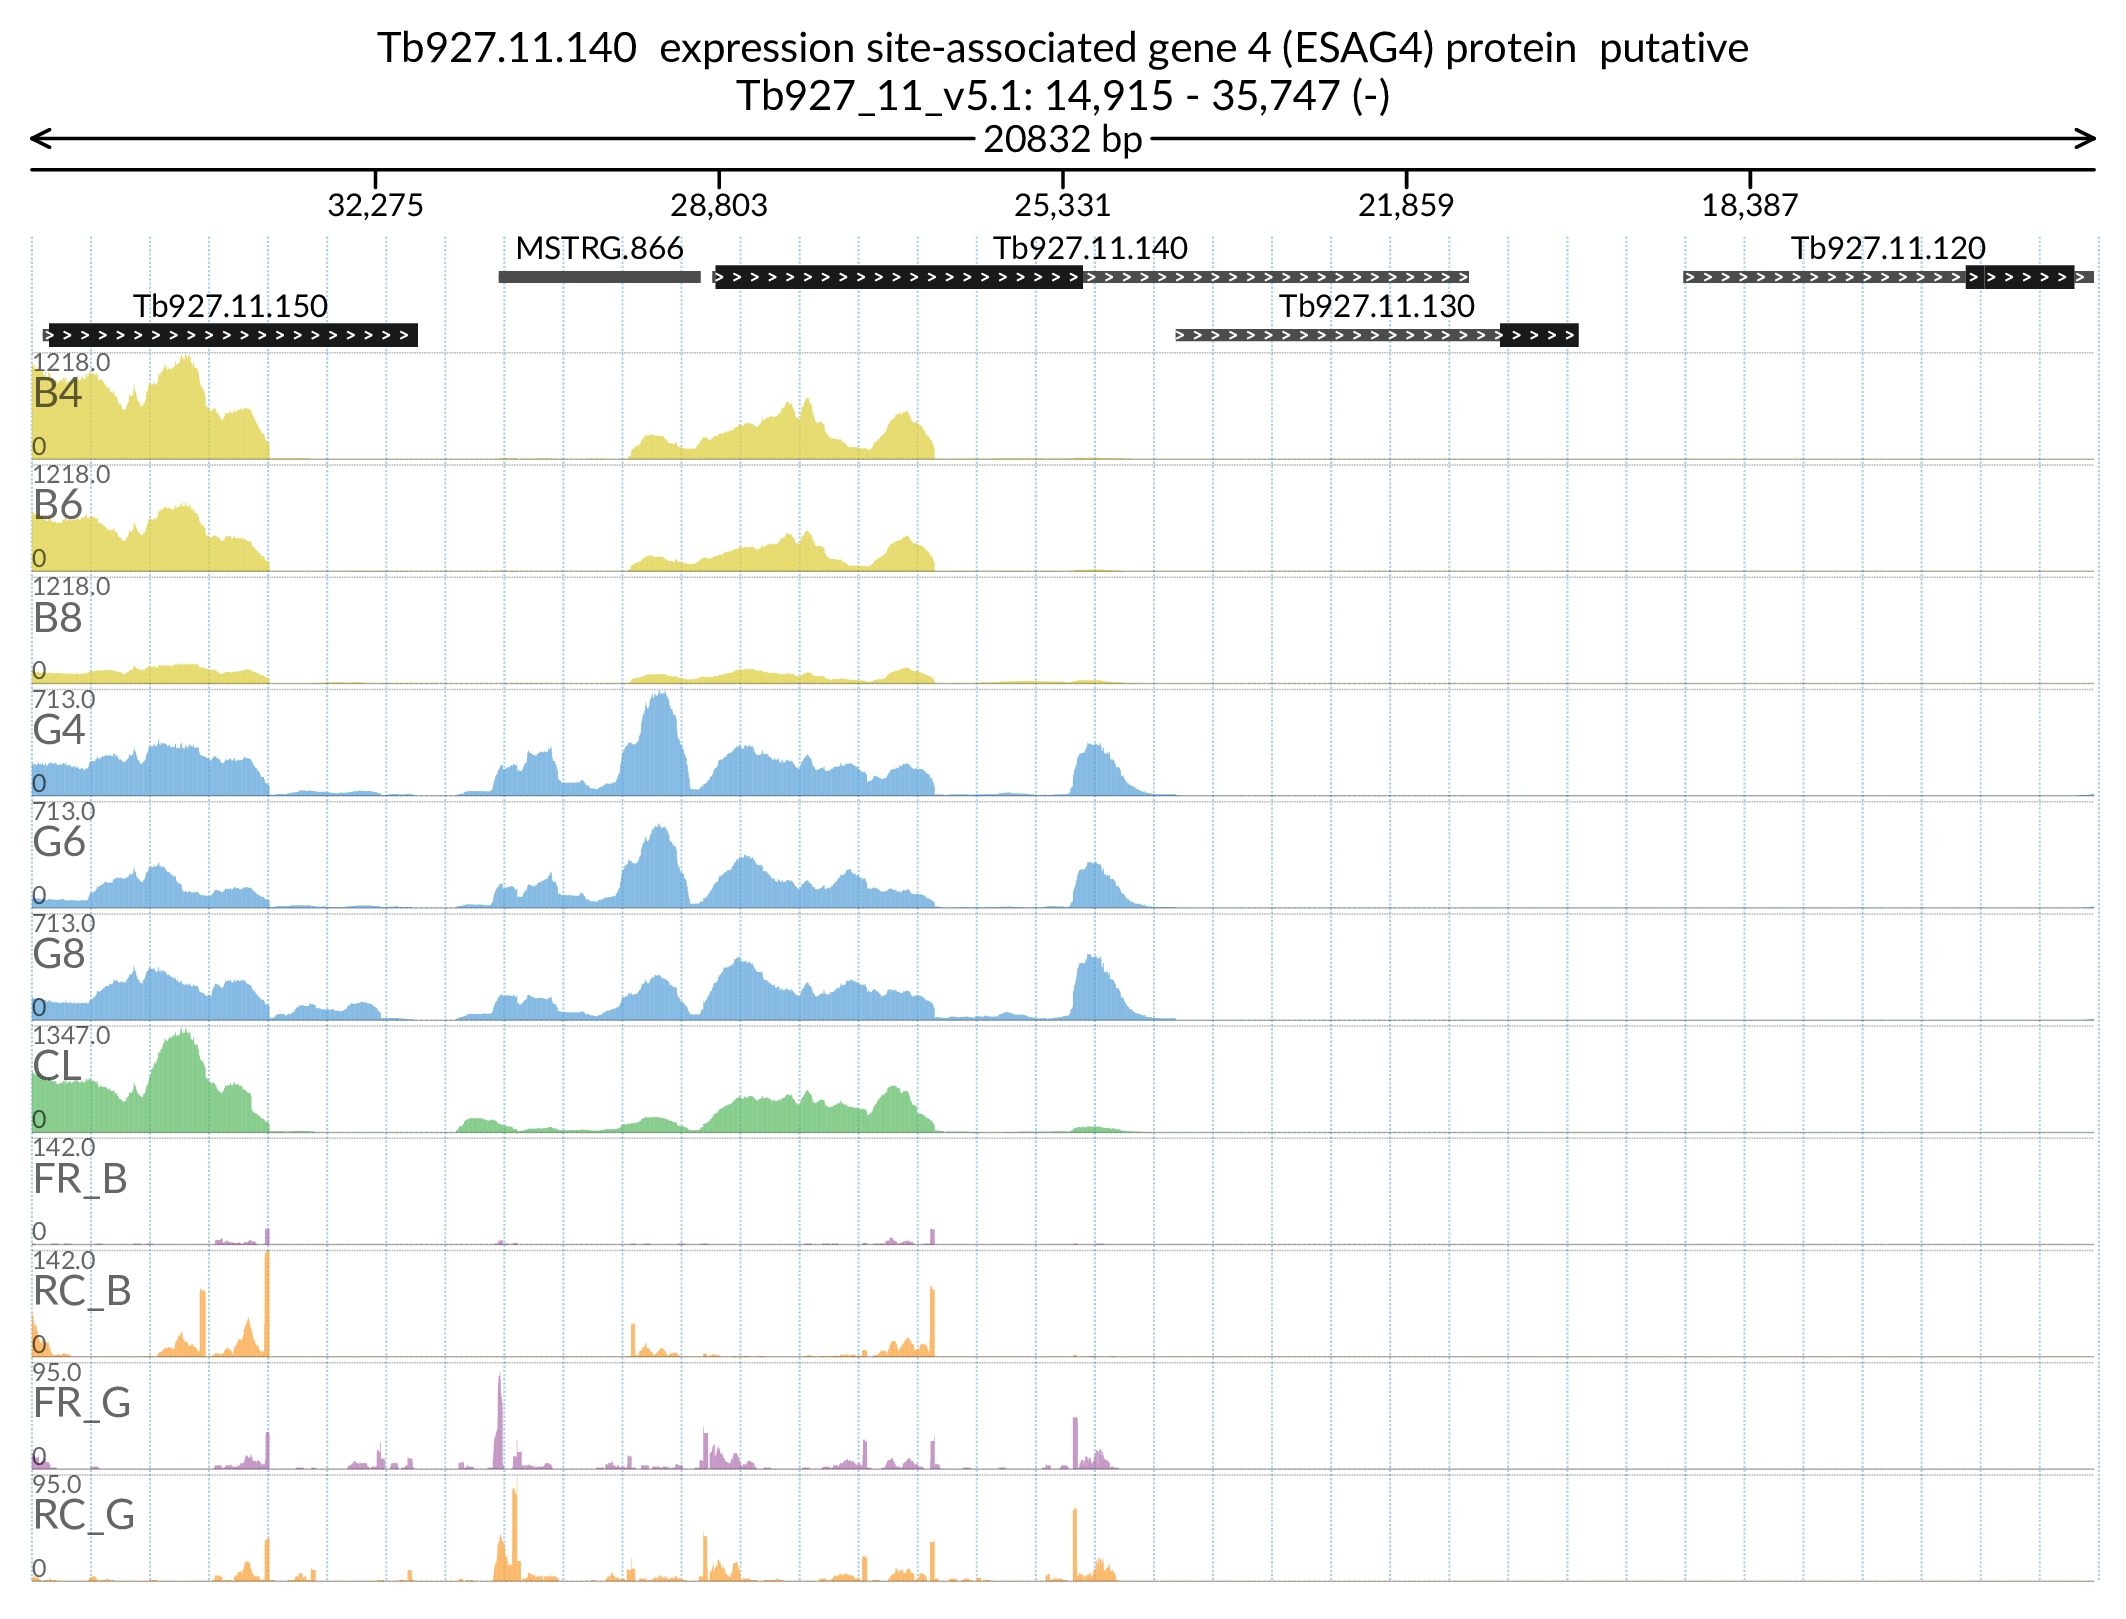 Tb927.11.140  expression site-associated gene 4 (ESAG4) protein  putative
Tb927_11_v5.1: 14,915 - 35,747 (-)
20832 bp
32,275 28,803 25,331 21,859 18,387
MSTRG.866 Tb927.11.140 Tb927.11.120
Tb927.11.150 Tb927.11.130
1218.0
B4
0
1218.0
B6
0
1218.0
B8
0
713.0
G4
0
713.0
G6
0
713.0
G8
0
1347.0
CL
0
142.0
FR_B
0
142.0
RC_B
0
95.0
FR_G
0
95.0
RC_G
0